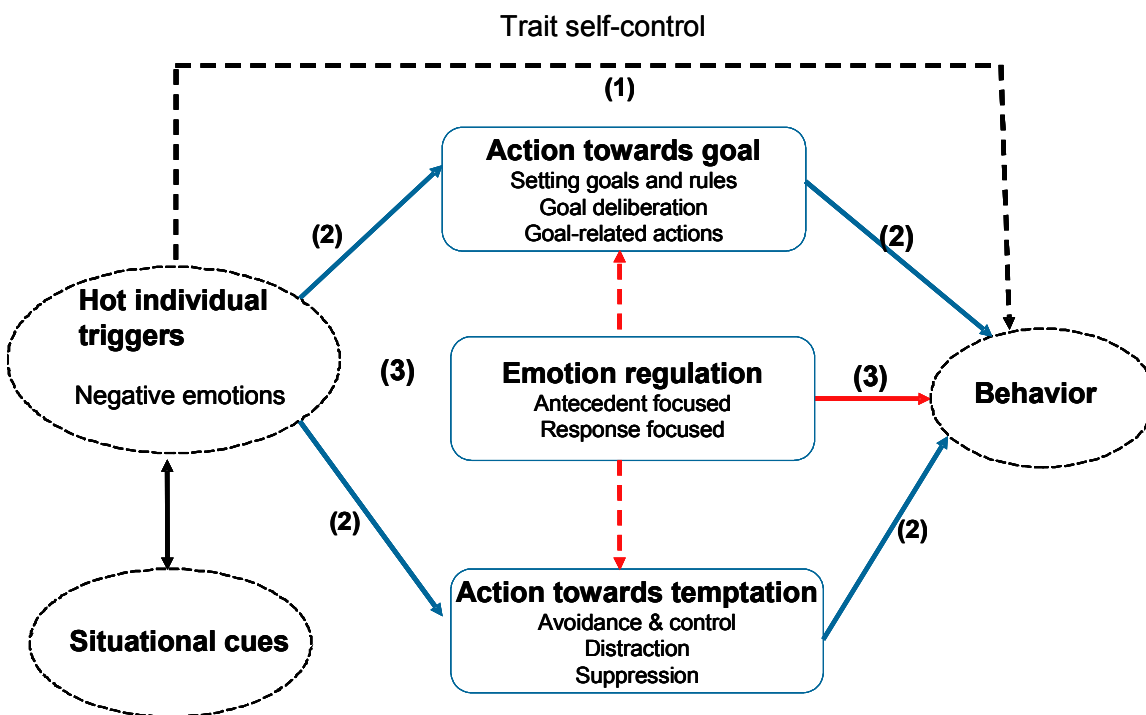 Trait self-control
(1)
Action towards goal
Setting goals and rules
Goal deliberation
Goal-related actions
(2)
(2)
Hot individual
triggers
Negative emotions
(3)
Emotion regulation
Antecedent focused
Response focused
(3)
Behavior
(2)
(2)
Action towards temptation
Avoidance & control
Distraction
Suppression
Situational cues